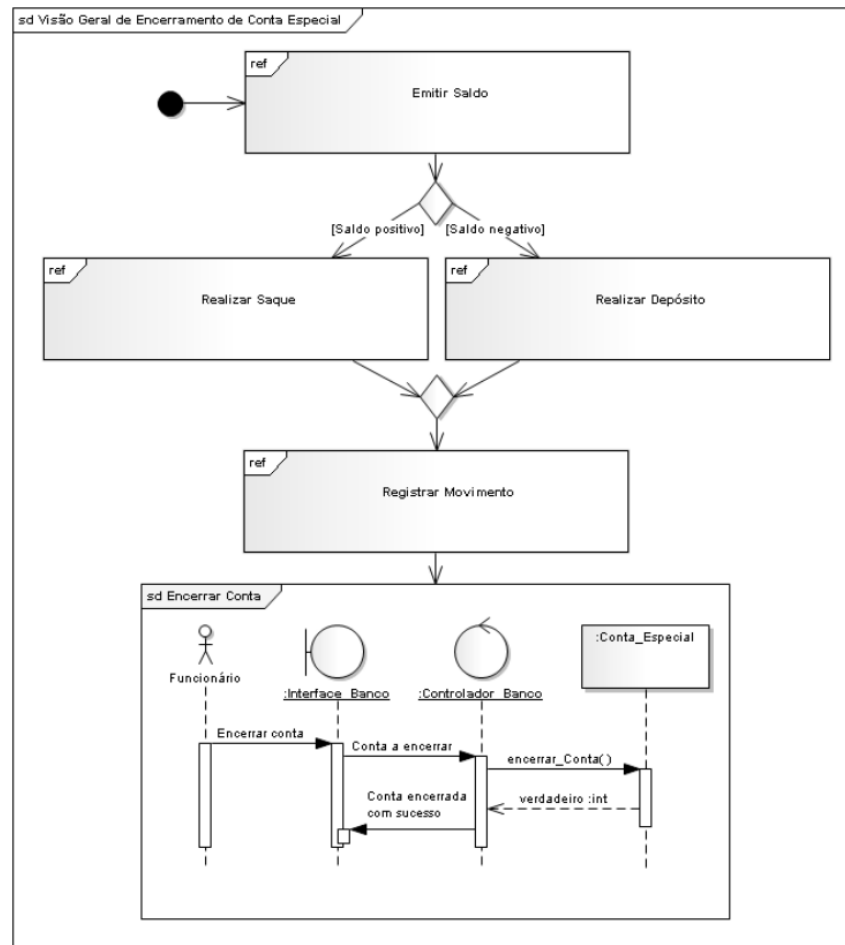 sd Visão Geral de Encerramento de Conta Especial
ref
Emitir Saldo
[Saldo positivo]
[Saldo negativo]
ref
Realizar Saque
ref
Realizar Depósito
ref
Registrar Movimento
sd Encerrar Conta
Funcionário
:Interface_Banco
:Controlador_Banco
:Conta_Especial
Encerrar conta
Conta a encerrar
encerrar_Conta()
verdadeiro :int
Conta encerrada
com sucesso